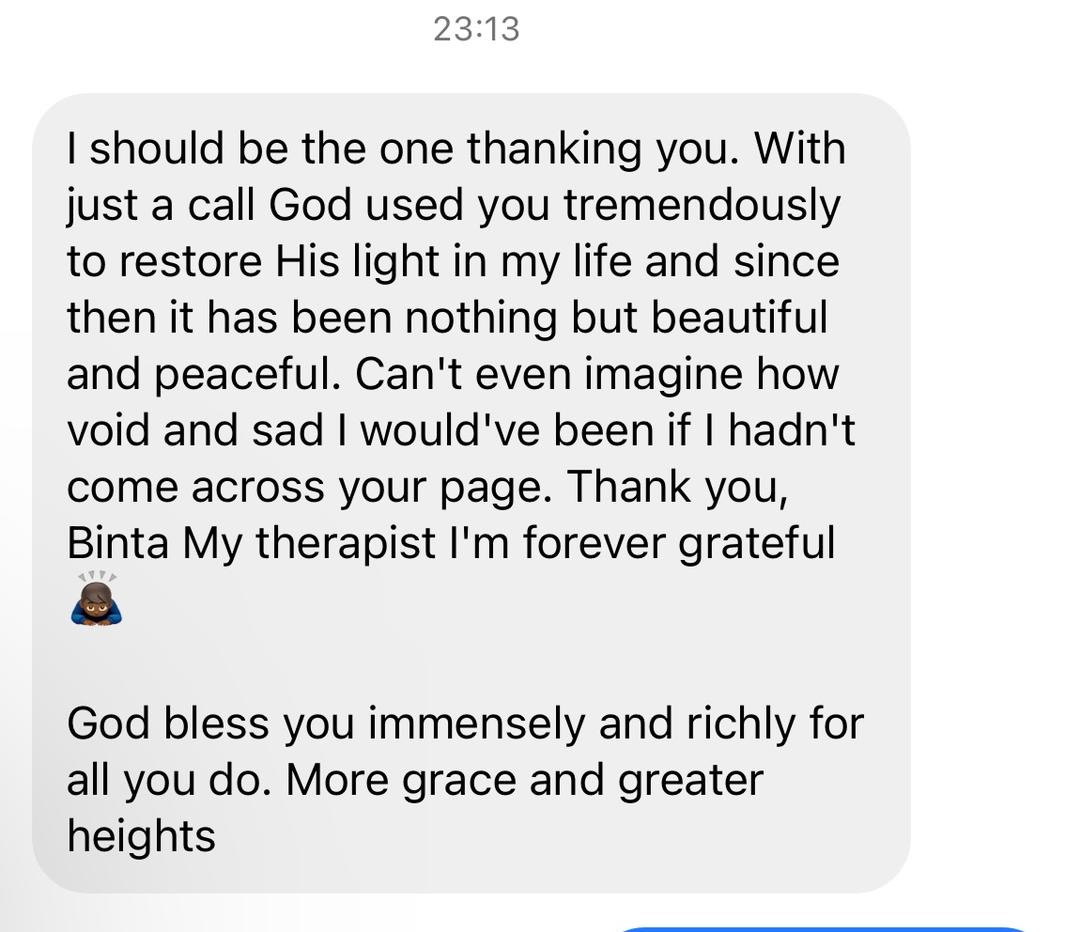 23:13
I should be the one thanking you. With
just a call God used you tremendously
to restore His light in my life and since
then it has been nothing but beautiful
and peaceful. Can't even imagine how
void and sad I would've been if I hadn't
come across your page. Thank you,
Binta My therapist I'm forever grateful
🙇🏾‍♂️
God bless you immensely and richly for
all you do. More grace and greater
heights